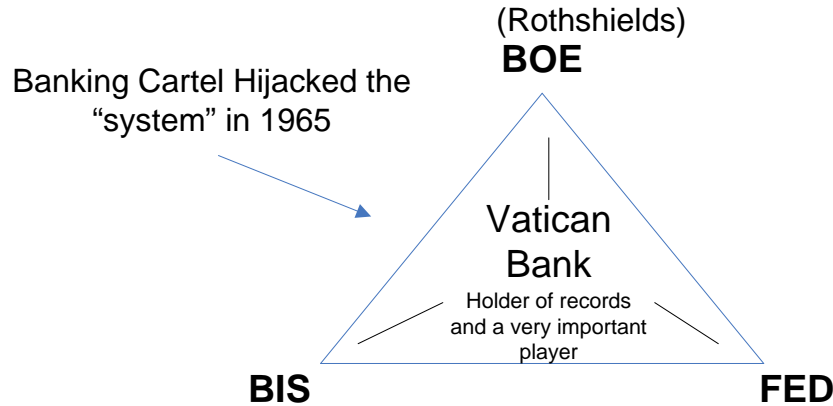 (Rothshields)
BOE
Banking Cartel Hijacked the
“system” in 1965
Vatican
Bank
Holder of records
and a very important
player
BIS
FED